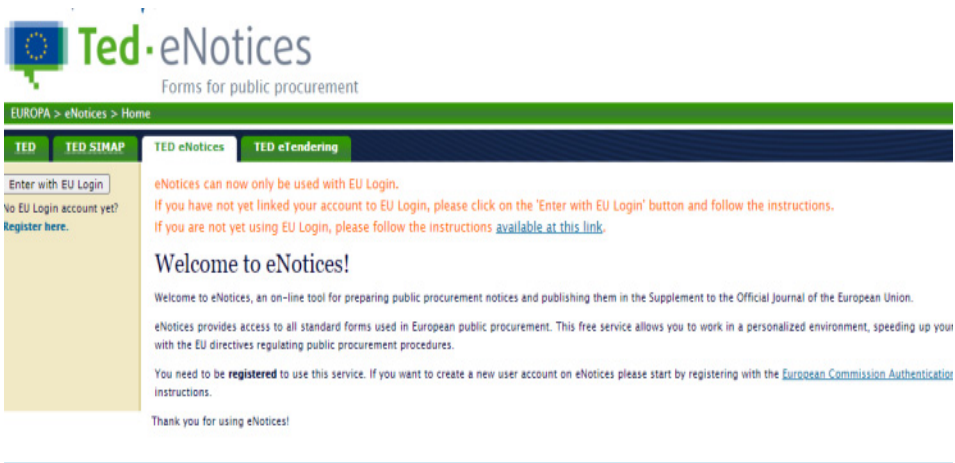 Ted eNotices
Forms for public procurement
EUROPA > eNotices > Home
TED TED SIMAP TED eNotices TED eTendering
Enter with EU Login
No EU Login account yet?
Register here.
eNotices can now only be used with EU Login.
If you have not yet linked your account to EU Login, please click on the 'Enter with EU Login' button and follow the instructions.
If you are not yet using EU Login, please follow the instructions available at this link.
Welcome to eNotices!
Welcome to eNotices, an on-line tool for preparing public procurement notices and publishing them in the Supplement to the Official Journal of the European Union.
eNotices provides access to all standard forms used in European public procurement. This free service allows you to work in a personalized environment, speeding up your
with the EU directives regulating public procurement procedures.
You need to be registered to use this service. If you want to create a new user account on eNotices please start by registering with the European Commission Authentication
instructions.
Thank you for using eNotices!